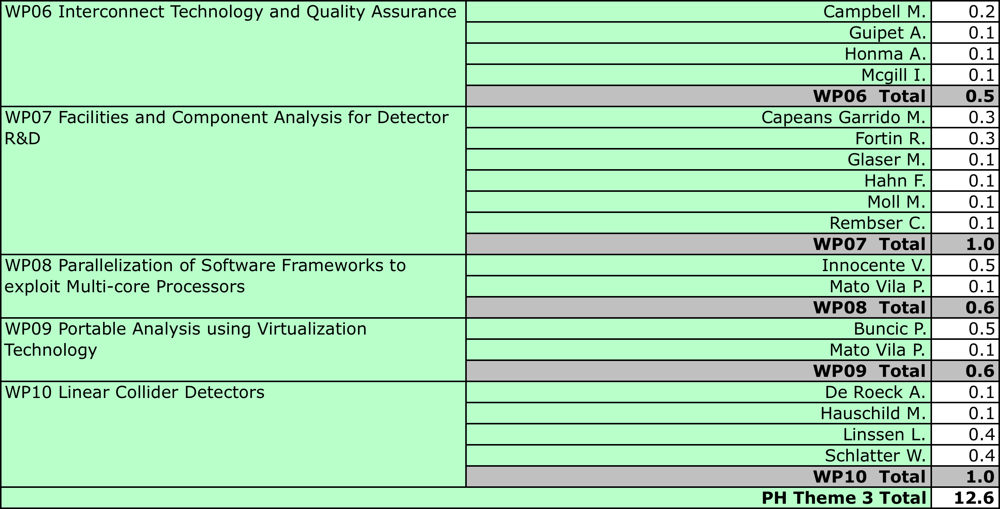 WP06 Interconnect Technology and Quality Assurance Campbell M. 0.2
Guipet A. 0.1
Honma A. 0.1
Mcgill I. 0.1
WP06 Total 0.5
WP07 Facilities and Component Analysis for Detector Capeans Garrido M. 0.3
R&D Fortin R. 0.3
Glaser M. 0.1
Hahn F. 0.1
Moll M. 0.1
Rembser C. 0.1
WP07 Total 1.0
WP08 Parallelization of Software Frameworks to Innocente V. 0.5
exploit Multi-core Processors Mato Vila P. 0.1
WP08 Total 0.6
WP09 Portable Analysis using Virtualization Buncic P. 0.5
Technology Mato Vila P. 0.1
WP09 Total 0.6
WP10 Linear Collider Detectors De Roeck A. 0.1
Hauschild M. 0.1
Linssen L. 0.4
Schlatter W. 0.4
WP10 Total 1.0
PH Theme 3 Total 12.6